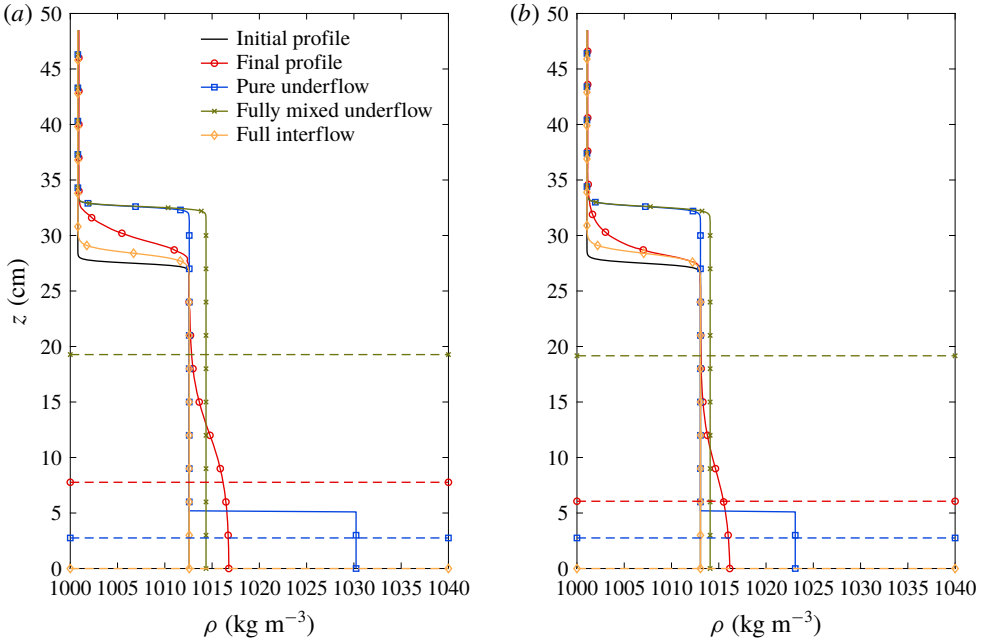 (a)
50
45
40
35
30
25
20
15
10
5
0
z (cm)
1000 1005 1010 1015 1020 1025 1030 1035 1040
ρ (kg m−3)
Initial profile
Final profile
Pure underflow
Fully mixed underflow
Full interflow
(b)
50
45
40
35
30
25
20
15
10
5
0
1000 1005 1010 1015 1020 1025 1030 1035 1040
ρ (kg m−3)